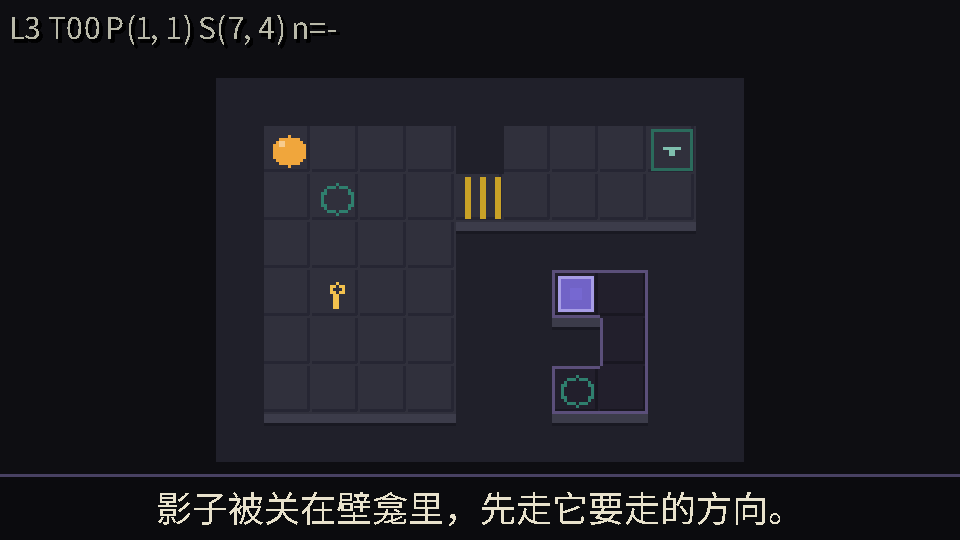 L3 T00 P(1, 1) S(7, 4) n=-
影子被关在壁龛里，先走它要走的方向。